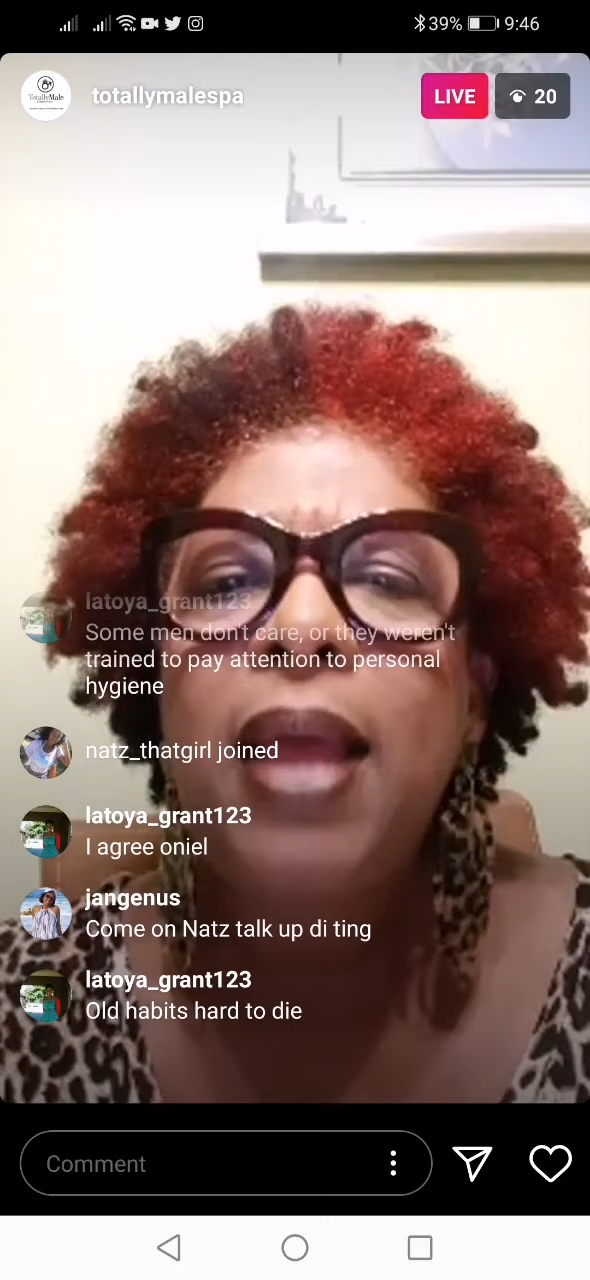 39% 9:46
TotallyMale
totallymalespa
LIVE
20
latoya_grant123
Some men don't care, or they weren't
trained to pay attention to personal
hygiene
natz_thatgirl joined
latoya_grant123
I agree oniel
jangenus
Come on Natz talk up di ting
latoya_grant123
Old habits hard to die
Comment